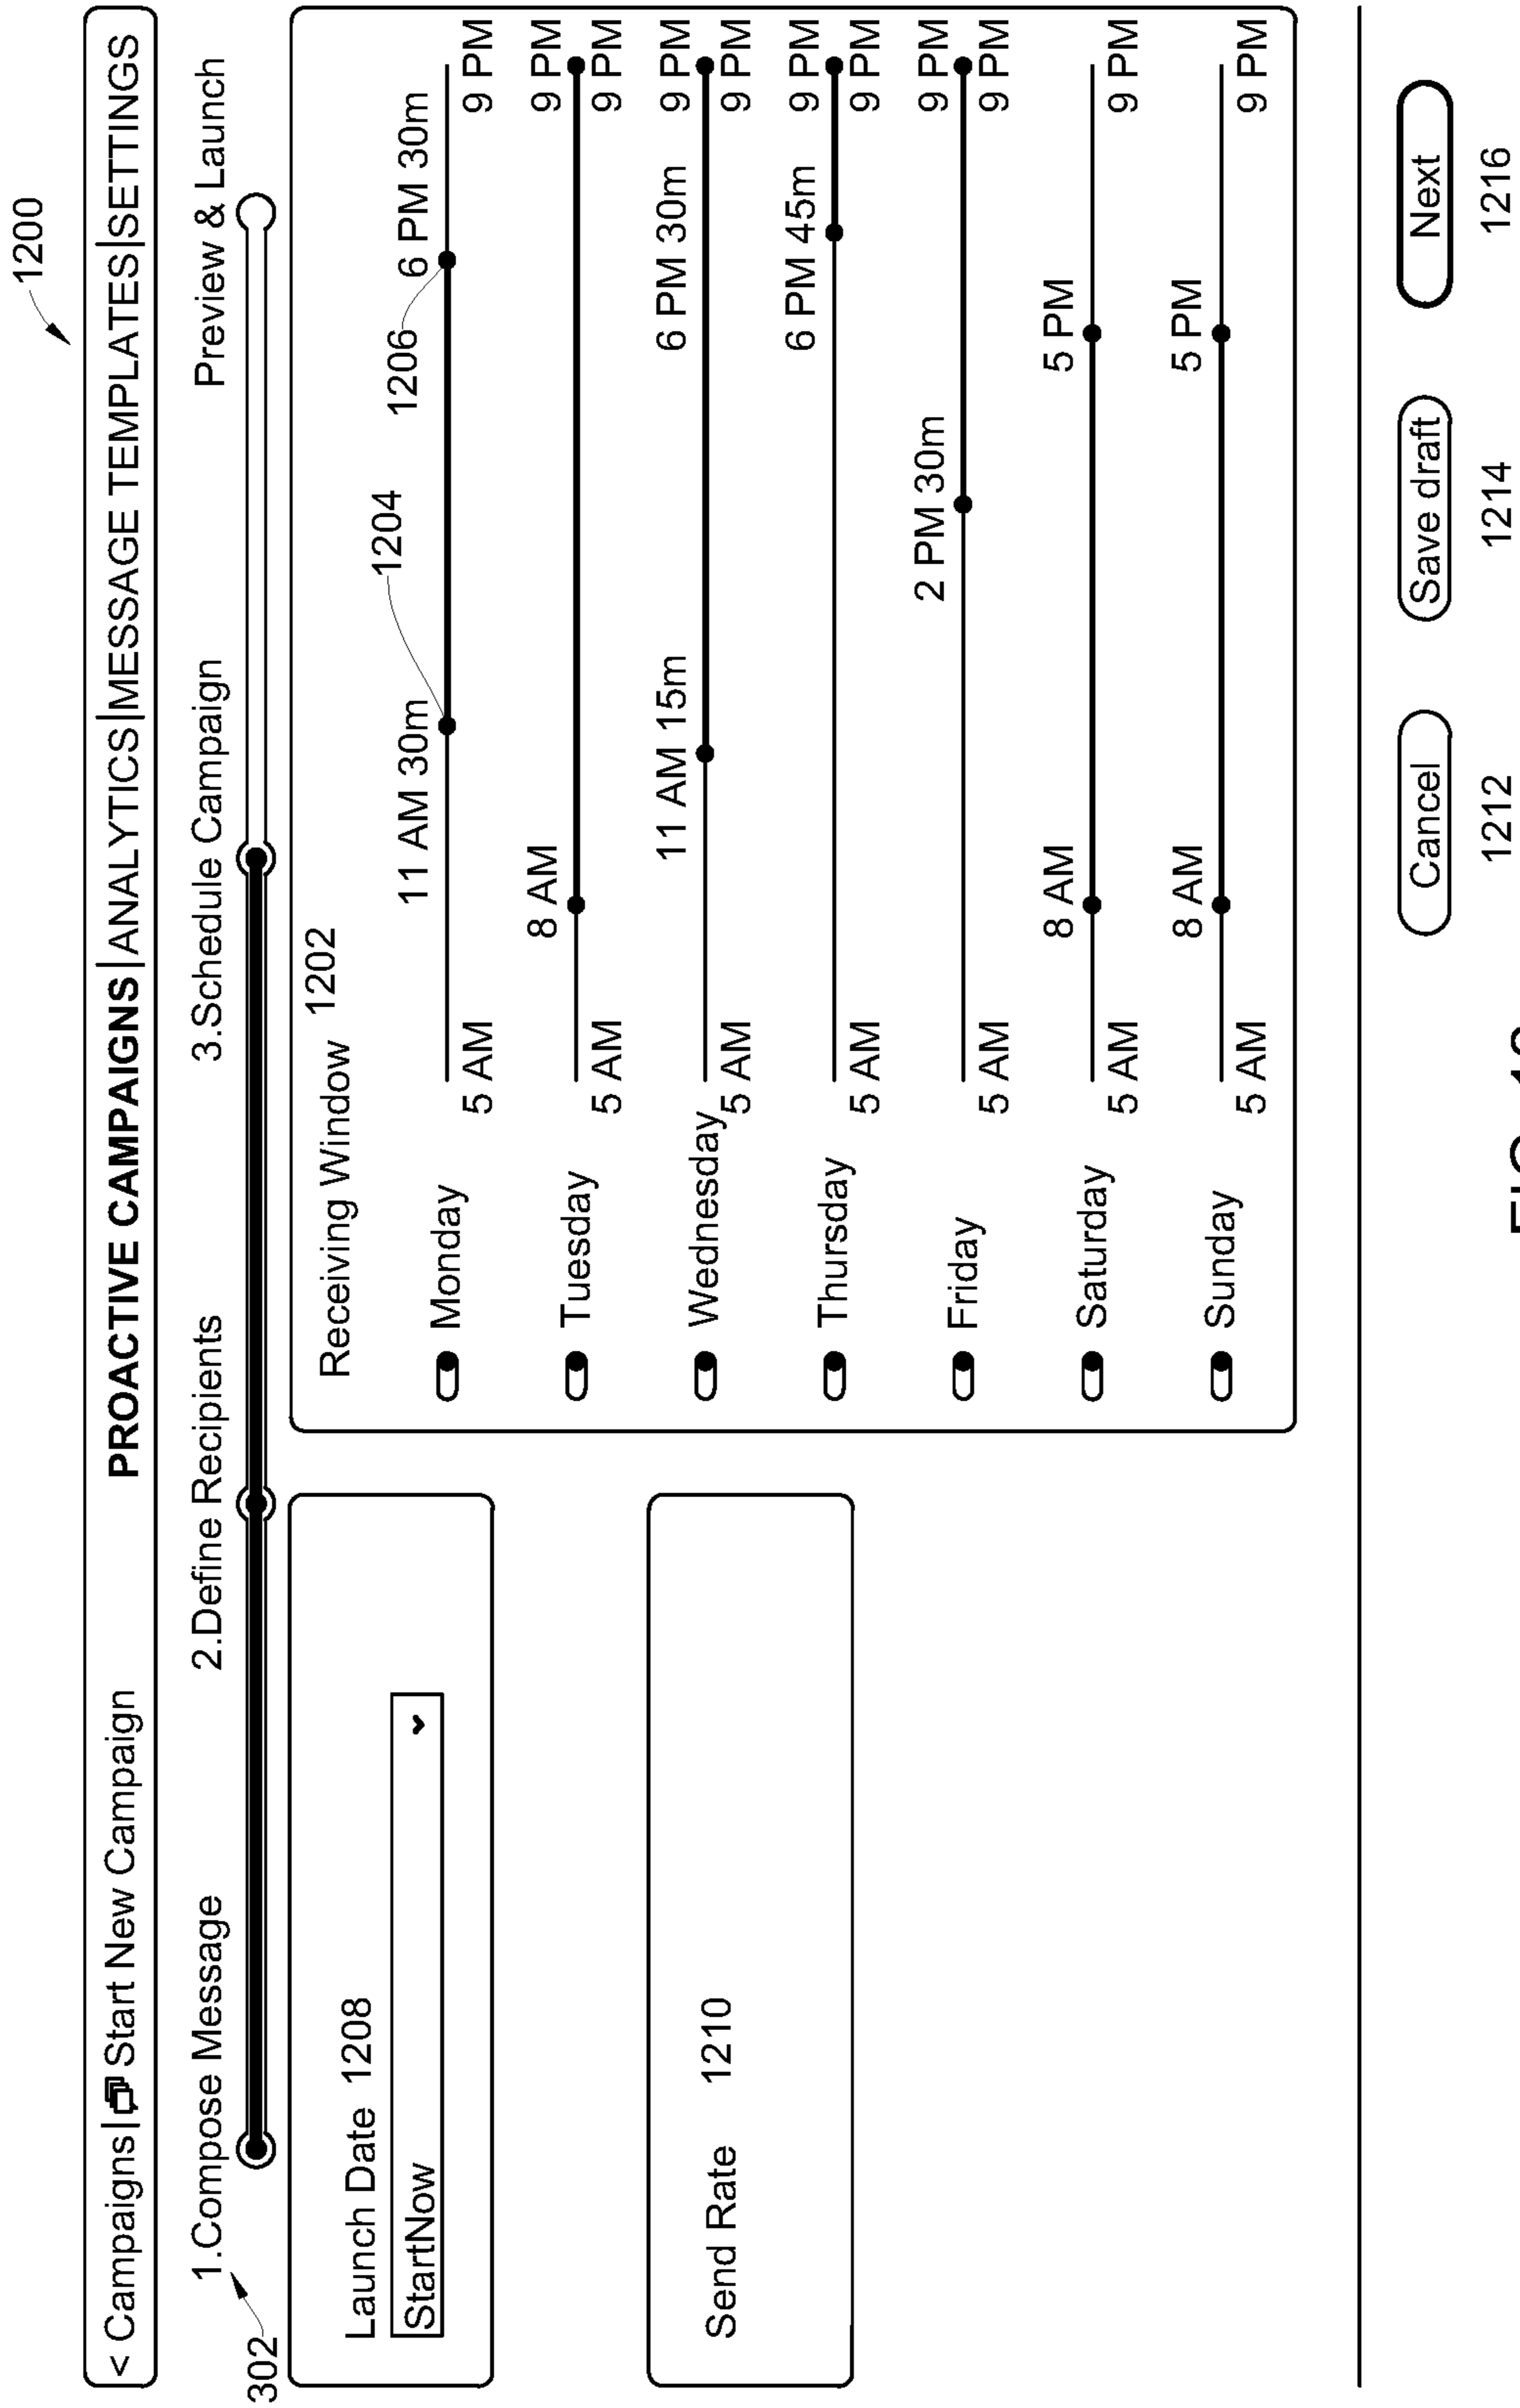 1200
< Campaigns| Start New Campaign PROACTIVE CAMPAIGNS|ANALYTICS|MESSAGE TEMPLATES|SETTINGS
302
1.Compose Message 2.Define Recipients 3.Schedule Campaign Preview & Launch
Launch Date 1208
StartNow
Send Rate 1210
Receiving Window 1202
1204 1206
Monday 11 AM 30m 6 PM 30m
5 AM 9 PM
Tuesday 8 AM 9 PM
5 AM 9 PM
Wednesday 11 AM 15m 6 PM 30m 9 PM
5 AM 9 PM
Thursday 6 PM 45m 9 PM
5 AM 9 PM
Friday 2 PM 30m 9 PM
5 AM 9 PM
Saturday 8 AM 5 PM
5 AM 9 PM
Sunday 8 AM 5 PM
5 AM 9 PM
Cancel Save draft Next
1212 1214 1216